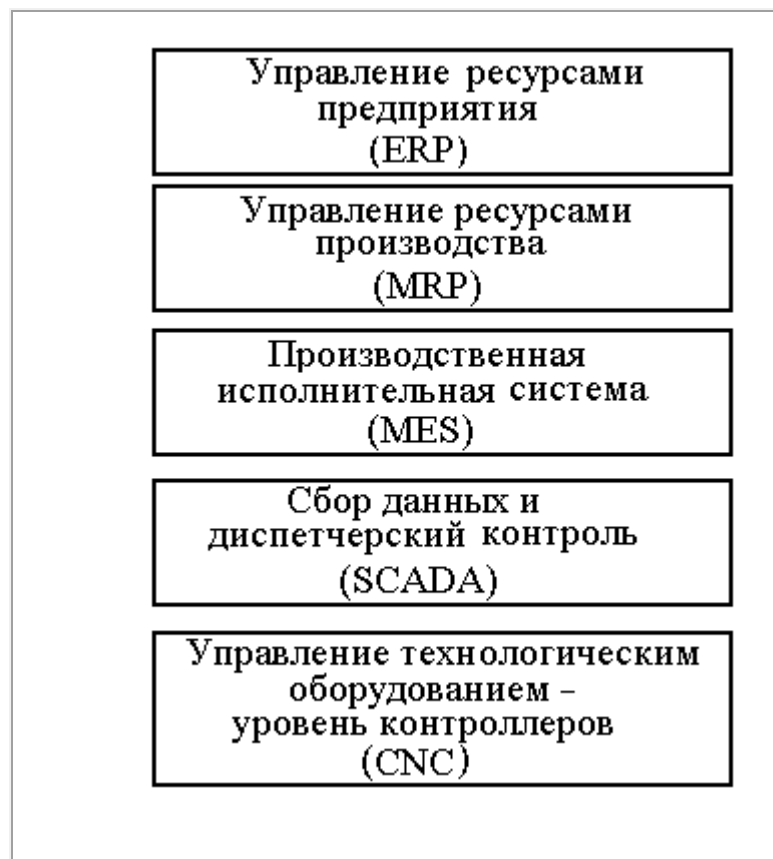 Управление ресурсами
предприятия
(ERP)
Управление ресурсами
производства
(MRP)
Производственная
исполнительная система
(MES)
Сбор данных и
диспетчерский контроль
(SCADA)
Управление технологическим
оборудованием –
уровень контроллеров
(CNC)